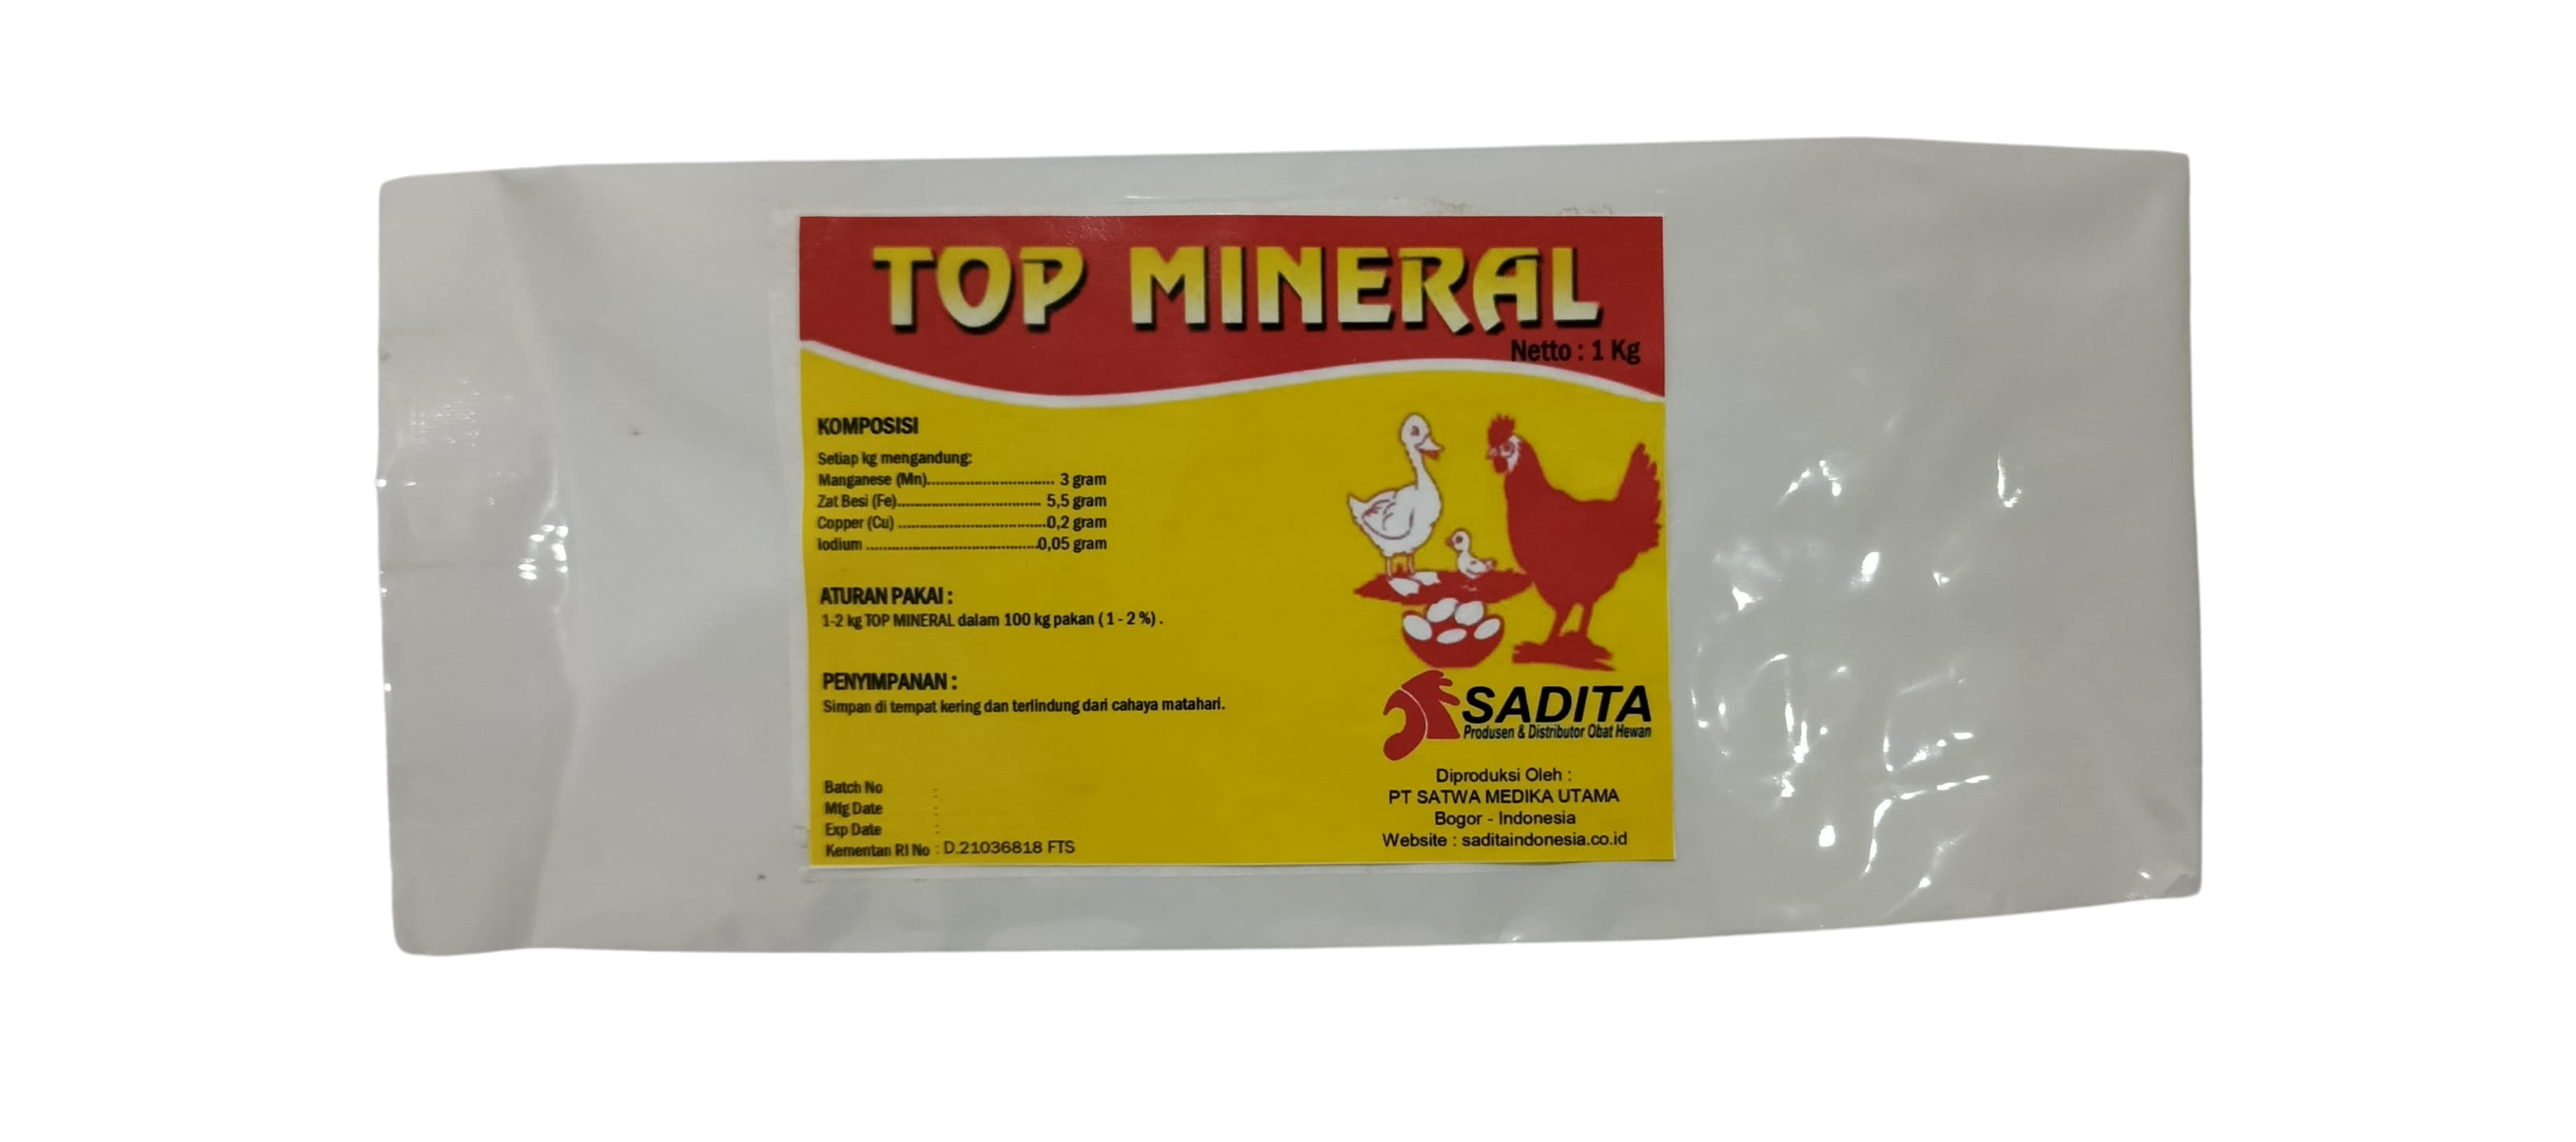 TOP MINERAL
Netto : 1 Kg
KOMPOSISI
Setiap kg mengandung:
Manganese (Mn).............................. 3 gram
Zat Besi (Fe).................................. 5,5 gram
Copper (Cu) ...................................0,2 gram
Iodium ........................................0,05 gram
ATURAN PAKAI :
1-2 kg TOP MINERAL dalam 100 kg pakan ( 1 - 2 %) .
PENYIMPANAN :
Simpan di tempat kering dan terlindung dari cahaya matahari.
Batch No :
Mfg Date :
Exp Date :
Kementan RI No : D.21036818 FTS
SADITA
Produsen & Distributor Obat Hewan
Diproduksi Oleh :
PT SATWA MEDIKA UTAMA
Bogor - Indonesia
Website : saditaindonesia.co.id